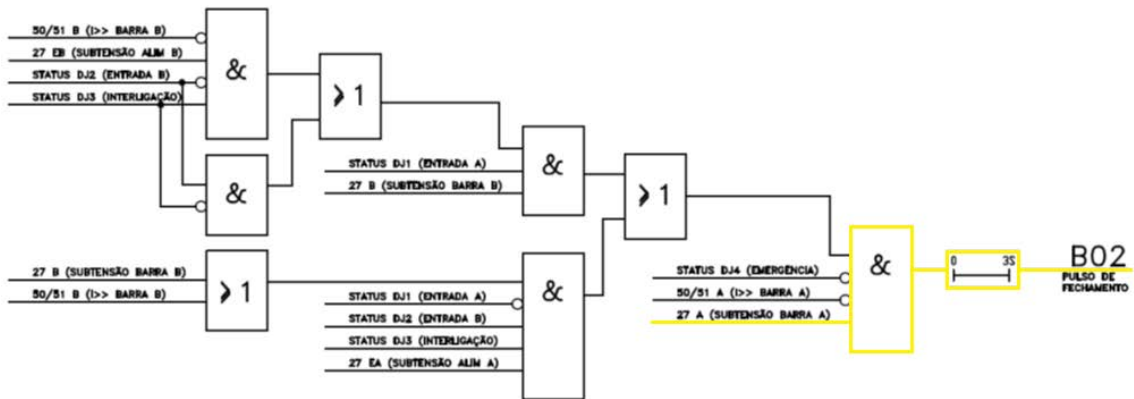 50/51 B (I>> BARRA B)
27 EB (SUBTENSÃO ALIM B)
STATUS DJ2 (ENTRADA B)
STATUS DJ3 (INTERLIGAÇÃO)
&
≥ 1
&
STATUS DJ1 (ENTRADA A)
27 B (SUBTENSÃO BARRA B)
&
≥ 1
27 B (SUBTENSÃO BARRA B)
50/51 B (I>> BARRA B)
≥ 1
STATUS DJ1 (ENTRADA A)
STATUS DJ2 (ENTRADA B)
STATUS DJ3 (INTERLIGAÇÃO)
27 EA (SUBTENSÃO ALIM A)
&
STATUS DJ4 (EMERGÊNCIA)
50/51 A (I>> BARRA A)
27 A (SUBTENSÃO BARRA A)
&
0 3S
B02
PULSO DE
FECHAMENTO